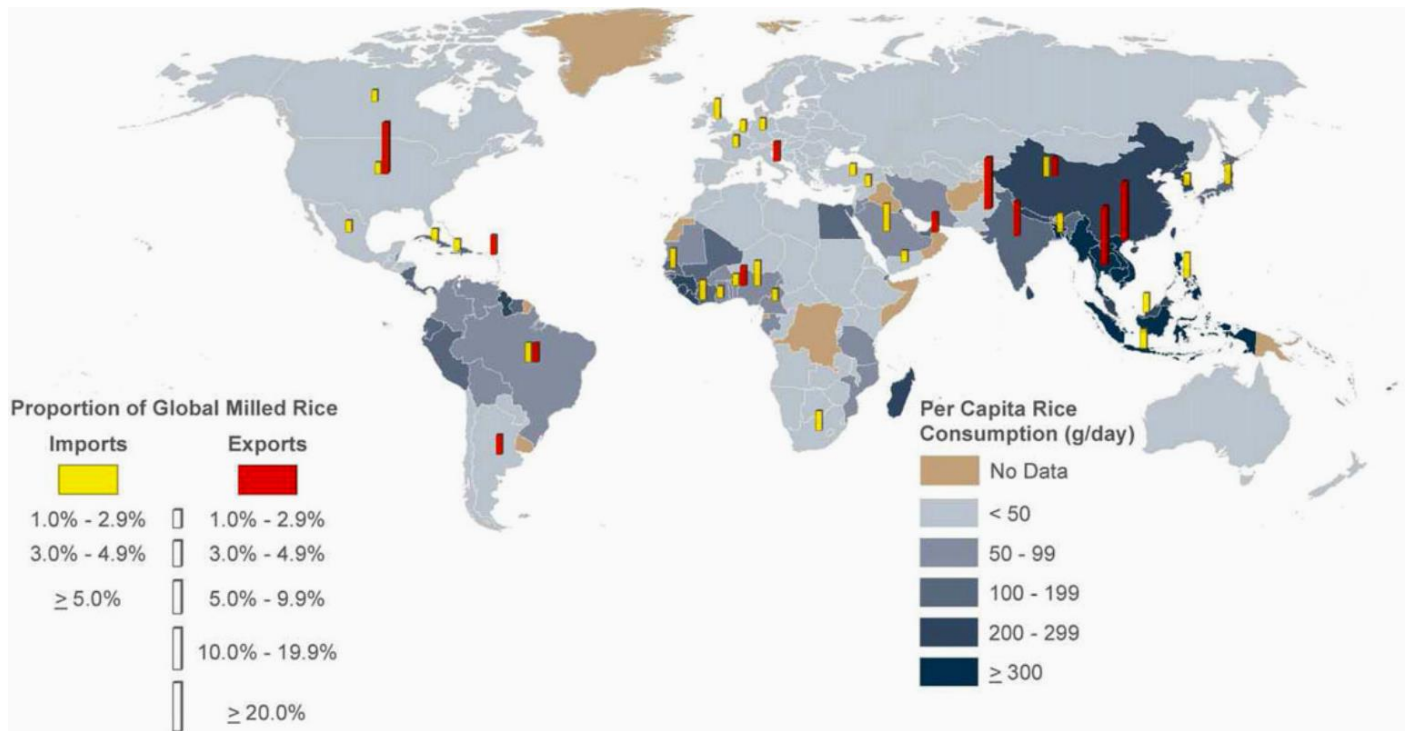 Proportion of Global Milled Rice
Imports Exports
1.0% - 2.9% 1.0% - 2.9%
3.0% - 4.9% 3.0% - 4.9%
≥ 5.0% 5.0% - 9.9%
10.0% - 19.9%
≥ 20.0%
Per Capita Rice
Consumption (g/day)
No Data
< 50
50 - 99
100 - 199
200 - 299
≥ 300